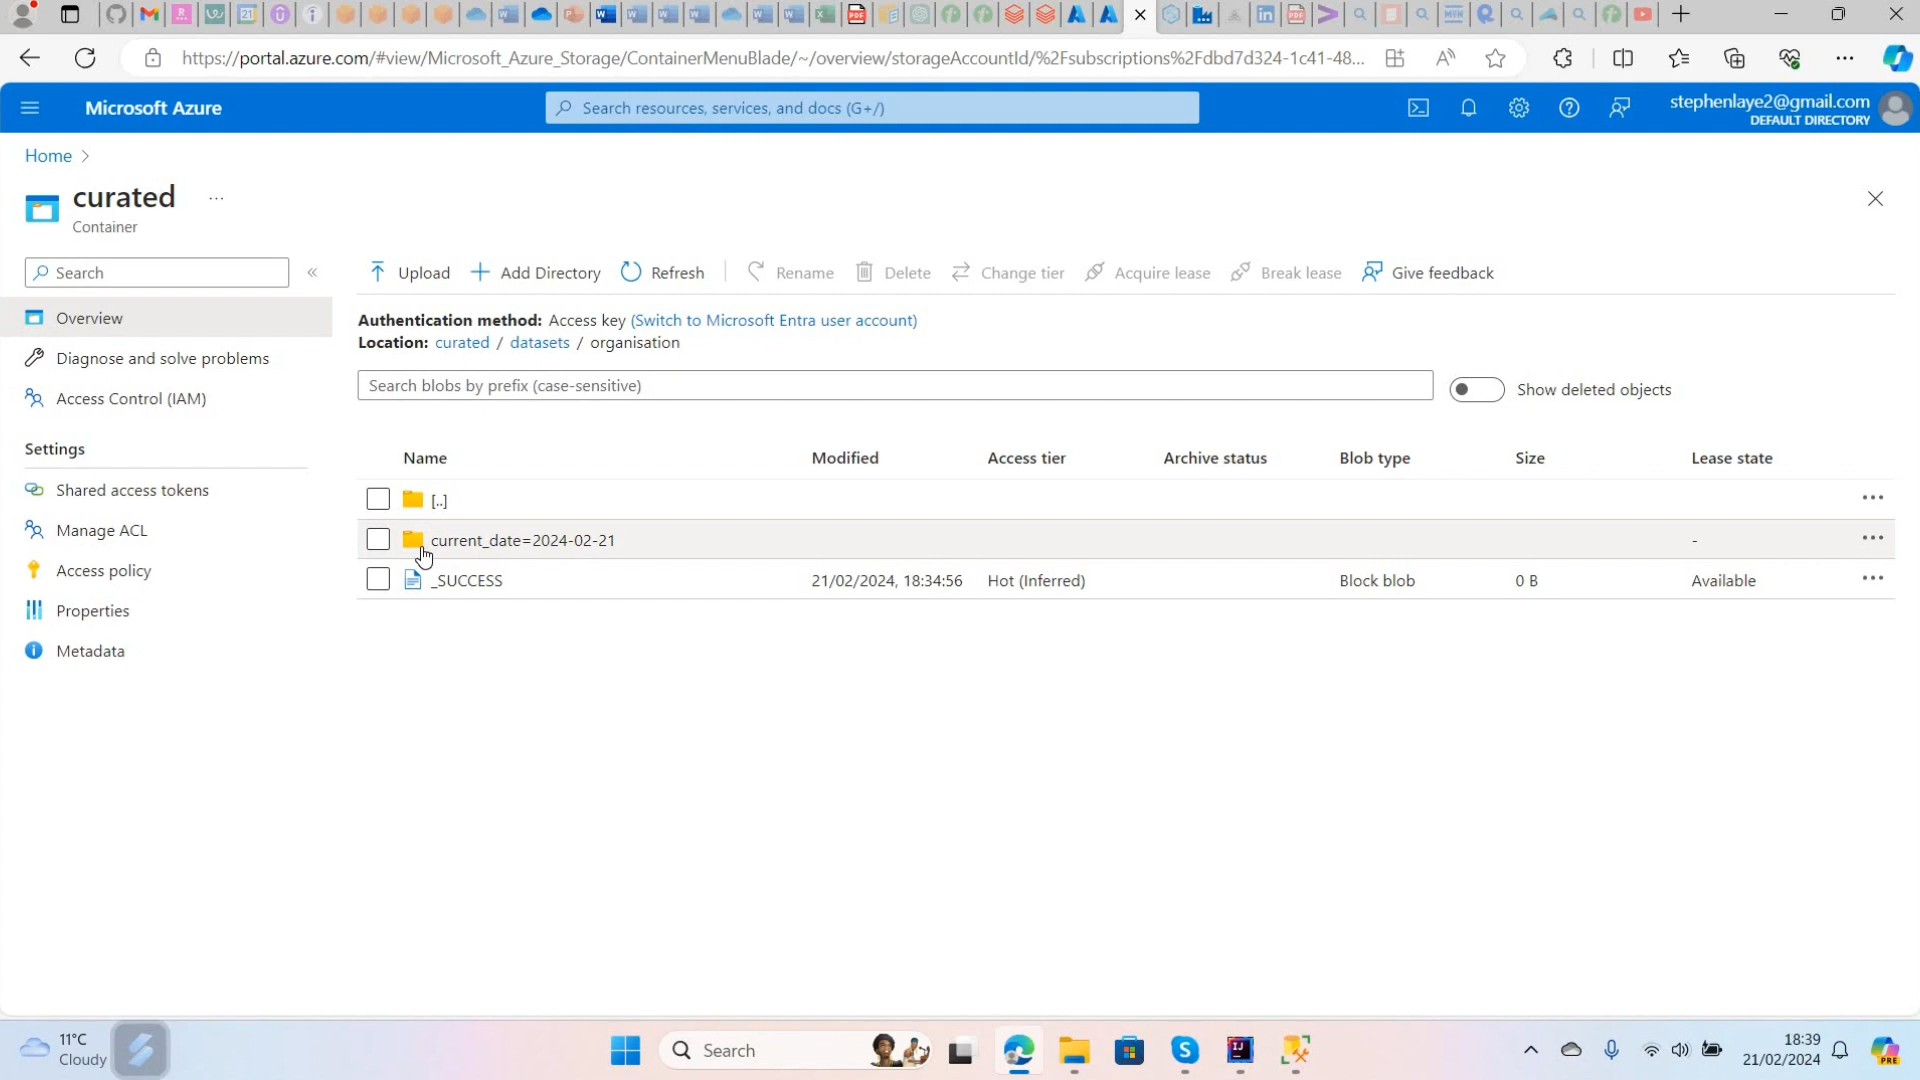 https://portal.azure.com/#view/Microsoft_Azure_Storage/ContainerMenuBlade/~/overview/storageAccountId/%2Fsubscriptions%2Fdbd7d324-1c41-48...
Microsoft Azure
Search resources, services, and docs (G+/)
stephenlaye2@gmail.com
DEFAULT DIRECTORY
Home >
curated ...
Container
Search
«
Upload
Add Directory
Refresh
Rename
Delete
Change tier
Acquire lease
Break lease
Give feedback
Overview
Diagnose and solve problems
Access Control (IAM)
Settings
Shared access tokens
Manage ACL
Access policy
Properties
Metadata
Authentication method: Access key (Switch to Microsoft Entra user account)
Location: curated / datasets / organisation
Search blobs by prefix (case-sensitive)
Show deleted objects
Name Modified Access tier Archive status Blob type Size Lease state
[..]
current_date=2024-02-21 -
_SUCCESS 21/02/2024, 18:34:56 Hot (Inferred) Block blob 0 B Available
11°C
Cloudy
Search
18:39
21/02/2024
PRE